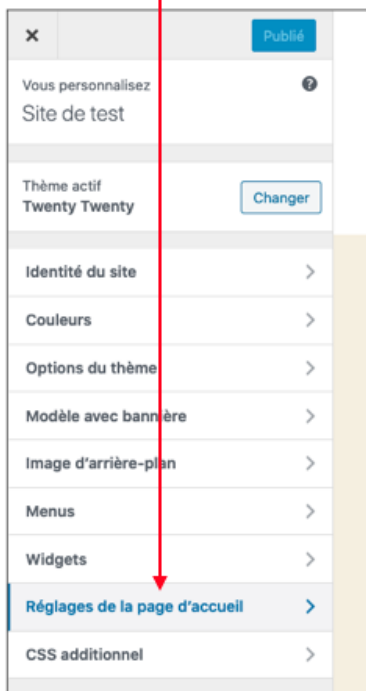 Publié
Vous personnalisez
Site de test
Thème actif
Twenty Twenty
Changer
Identité du site
Couleurs
Options du thème
Modèle avec bannière
Image d'arrière-plan
Menus
Widgets
Réglages de la page d'accueil
CSS additionnel